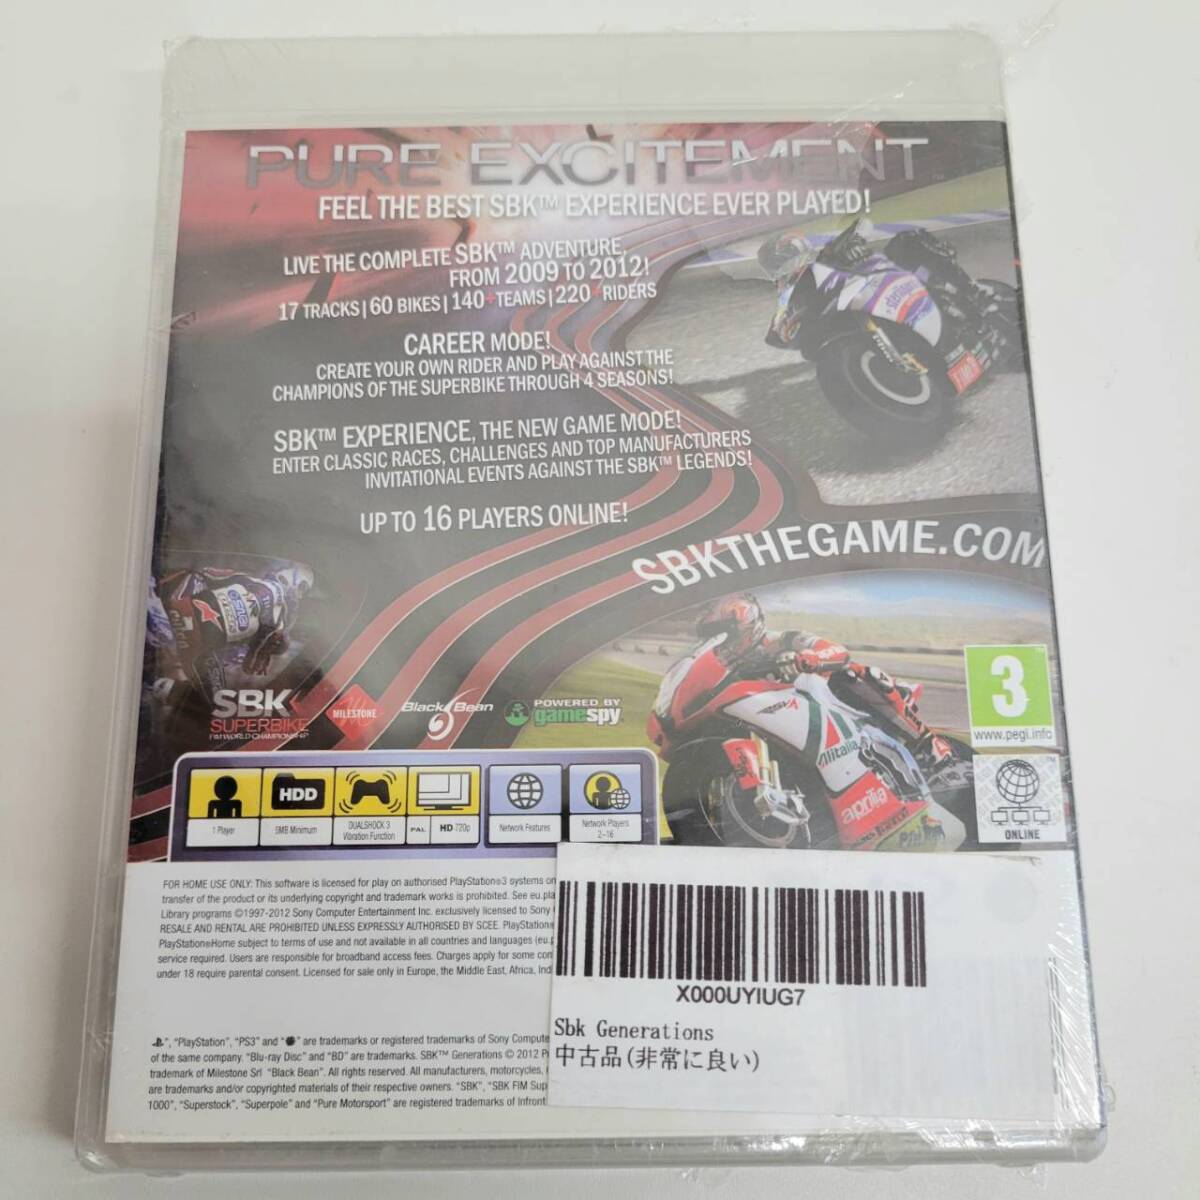 PURE EXCITEMENT
FEEL THE BEST SBK™ EXPERIENCE EVER PLAYED!
LIVE THE COMPLETE SBK™ ADVENTURE,
FROM 2009 TO 2012!
17 TRACKS | 60 BIKES | 140+ TEAMS | 220+ RIDERS
CAREER MODE!
CREATE YOUR OWN RIDER AND PLAY AGAINST THE
CHAMPIONS OF THE SUPERBIKE THROUGH 4 SEASONS!
SBK™ EXPERIENCE, THE NEW GAME MODE!
ENTER CLASSIC RACES, CHALLENGES AND TOP MANUFACTURERS
INVITATIONAL EVENTS AGAINST THE SBK™ LEGENDS!
UP TO 16 PLAYERS ONLINE!
SBKTHEGAME.COM
SBK
SUPERBIKE
FIM WORLD CHAMPIONSHIP
MILESTONE
Black Bean
POWERED BY
gamespy
Alitalia
aprilia
3
www.pegi.info
PEGI
ONLINE
1 Player
HDD
5MB Minimum
DUALSHOCK 3
Vibration Function
PAL
HD 720p
Network Features
Network Players
2-16
FOR HOME USE ONLY: This software is licensed for play on authorised PlayStation®3 systems on
transfer of the product or its underlying copyright and trademark works is prohibited. See eu.pla
Library programs ©1997-2012 Sony Computer Entertainment Inc. exclusively licensed to Sony
RESALE AND RENTAL ARE PROHIBITED UNLESS EXPRESSLY AUTHORISED BY SCEE. PlayStation®
PlayStation®Home subject to terms of use and not available in all countries and languages (eu.p
service required. Users are responsible for broadband access fees. Charges apply for some con
under 18 require parental consent. Licensed for sale only in Europe, the Middle East, Africa, Indi
", "PlayStation", "PS3" and " " are trademarks or registered trademarks of Sony Compute
of the same company. "Blu-ray Disc" and "BD" are trademarks. SBK™ Generations © 2012 P
trademark of Milestone Srl "Black Bean". All rights reserved. All manufacturers, motorcycles,
are trademarks and/or copyrighted materials of their respective owners. "SBK", "SBK FIM Sup
1000", "Superstock", "Superpole" and "Pure Motorsport" are registered trademarks of Infront
X000UYIUG7
Sbk Generations
中古品(非常に良い)